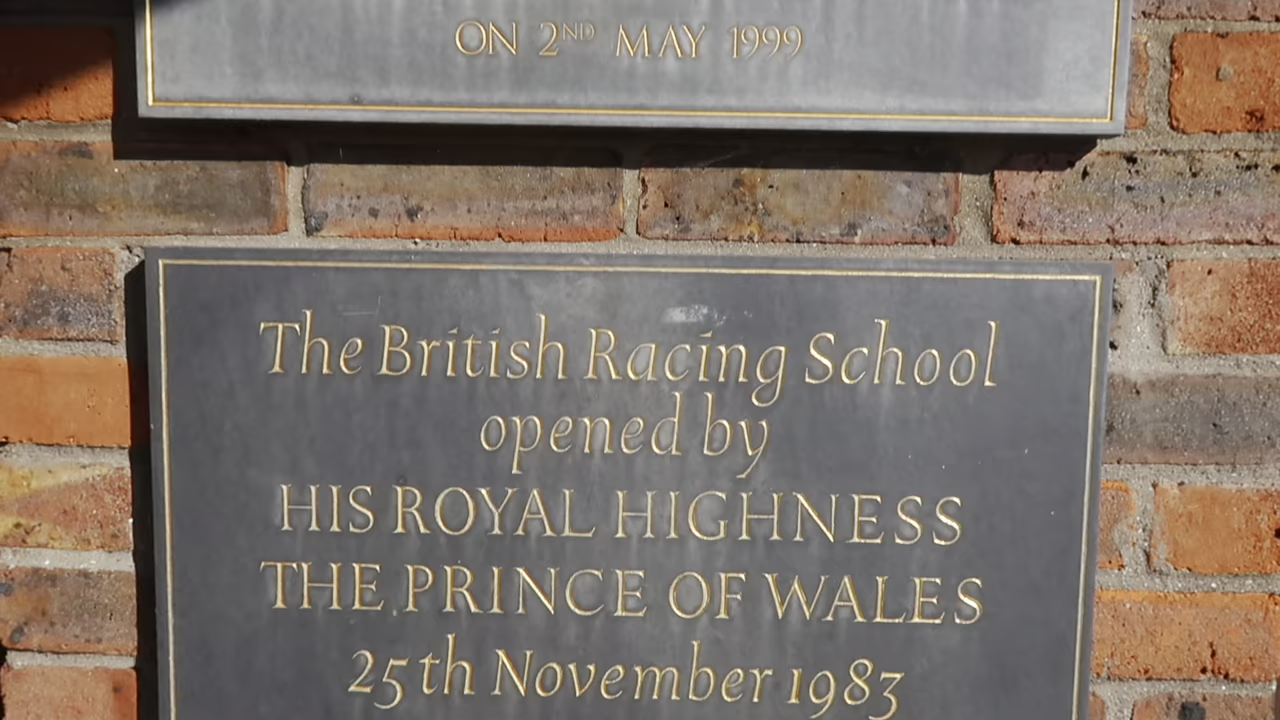 ON 2ND MAY 1999
The British Racing School
opened by
HIS ROYAL HIGHNESS
THE PRINCE OF WALES
25th November 1983